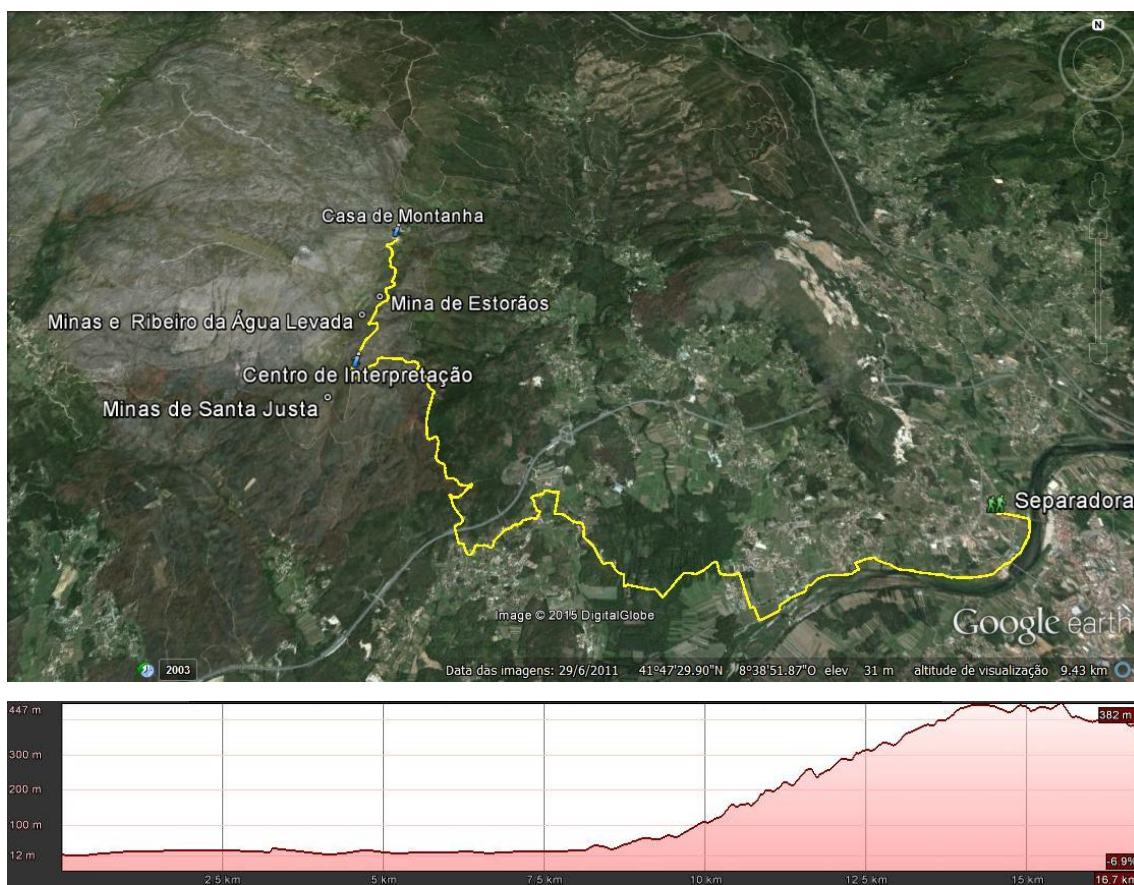 N
Casa de Montanha
Mina de Estorãos
Minas e Ribeiro da Água Levada
Centro de Interpretação
Minas de Santa Justa
Separadora
Image © 2015 DigitalGlobe
Google earth
2003
Data das imagens: 29/6/2011 41°47'29.90"N 8°38'51.87"O elev 31 m altitude de visualização 9.43 km
447 m
382 m
300 m
200 m
100 m
12 m
-6.9%
2.5 km 5 km 7.5 km 10 km 12.5 km 15 km 16.7 km